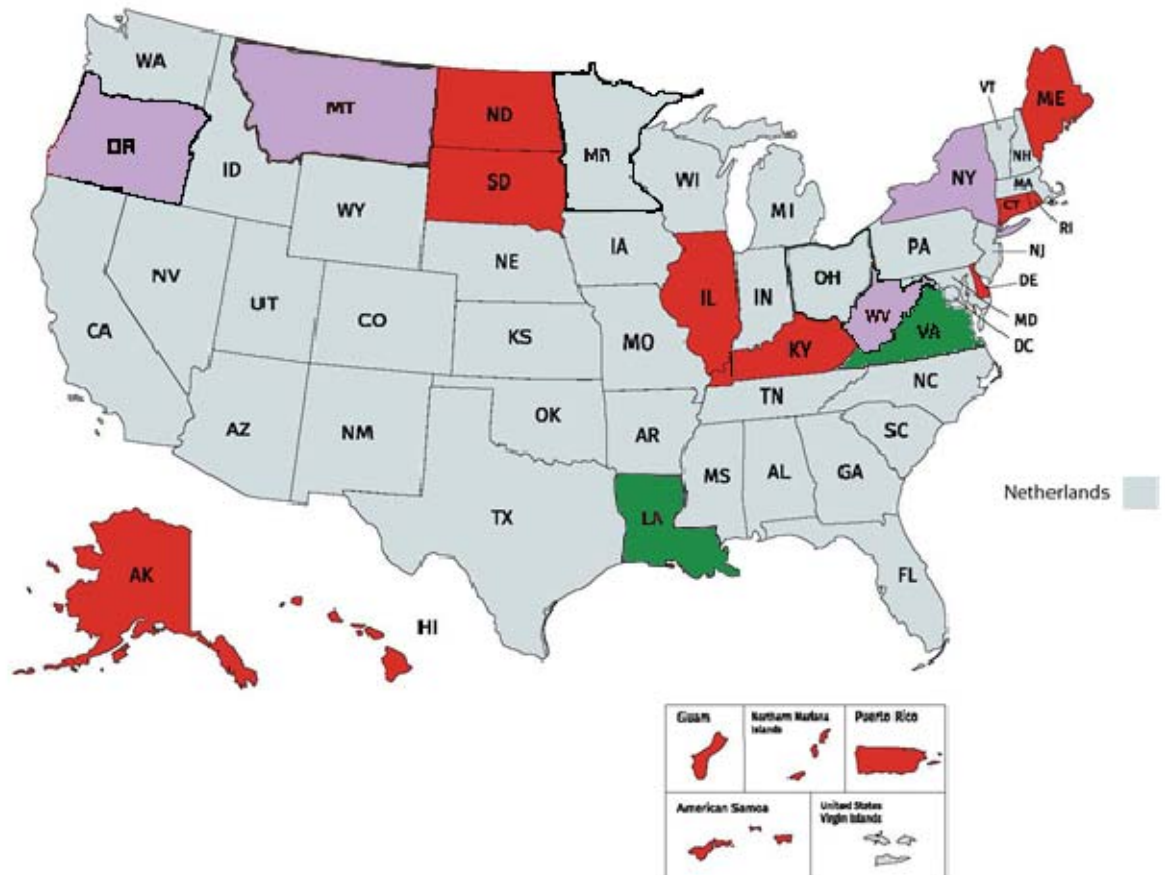 WA
OR
CA
NV
ID
MT
WY
UT
AZ
CO
NM
ND
SD
NE
KS
OK
TX
MN
IA
MO
AR
LA
WI
IL
MI
IN
OH
KY
TN
MS
AL
GA
FL
SC
NC
VA
WV
PA
NY
VT
NH
ME
MA
CT
RI
NJ
DE
MD
DC
AK
HI
Netherlands
Guam
Northern Mariana
Islands
Puerto Rico
American Samoa
United States
Virgin Islands